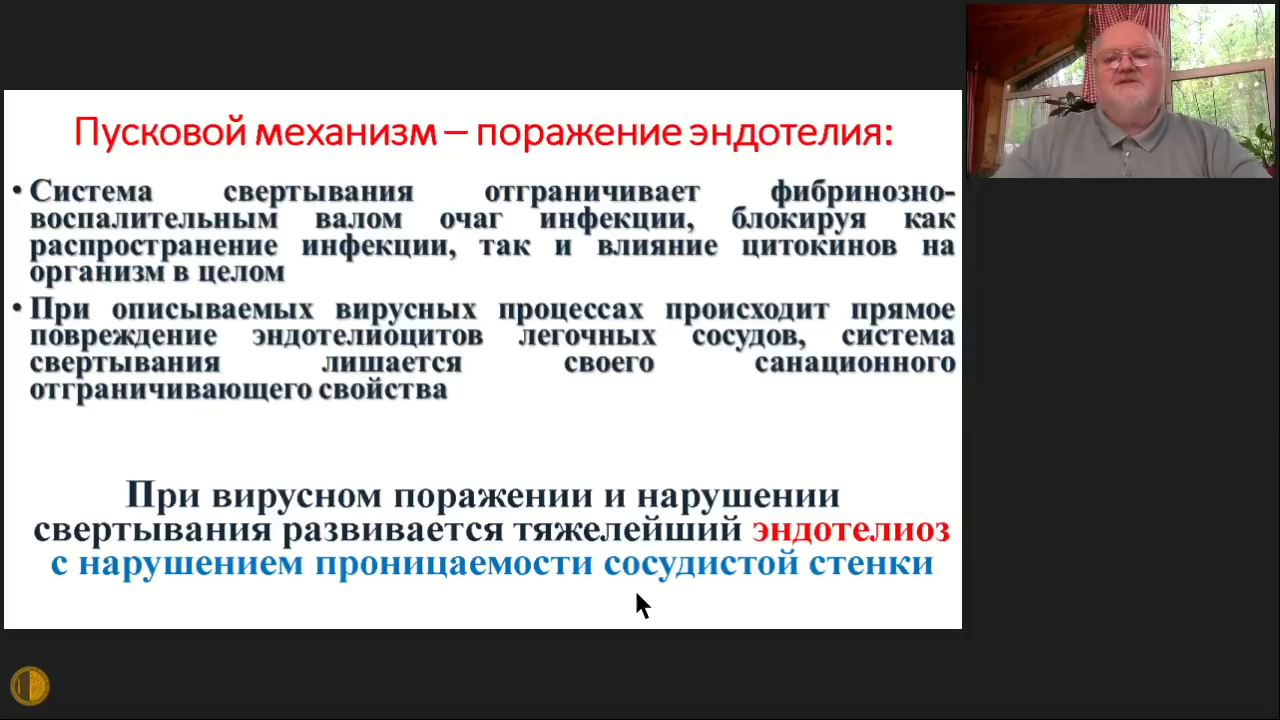 Пусковой механизм – поражение эндотелия:
• Система свертывания отграничивает фибринозно-
воспалительным валом очаг инфекции, блокируя как
распространение инфекции, так и влияние цитокинов на
организм в целом
• При описываемых вирусных процессах происходит прямое
повреждение эндотелиоцитов легочных сосудов, система
свертывания лишается своего санационного
отграничивающего свойства
При вирусном поражении и нарушении
свертывания развивается тяжелейший эндотелиоз
с нарушением проницаемости сосудистой стенки